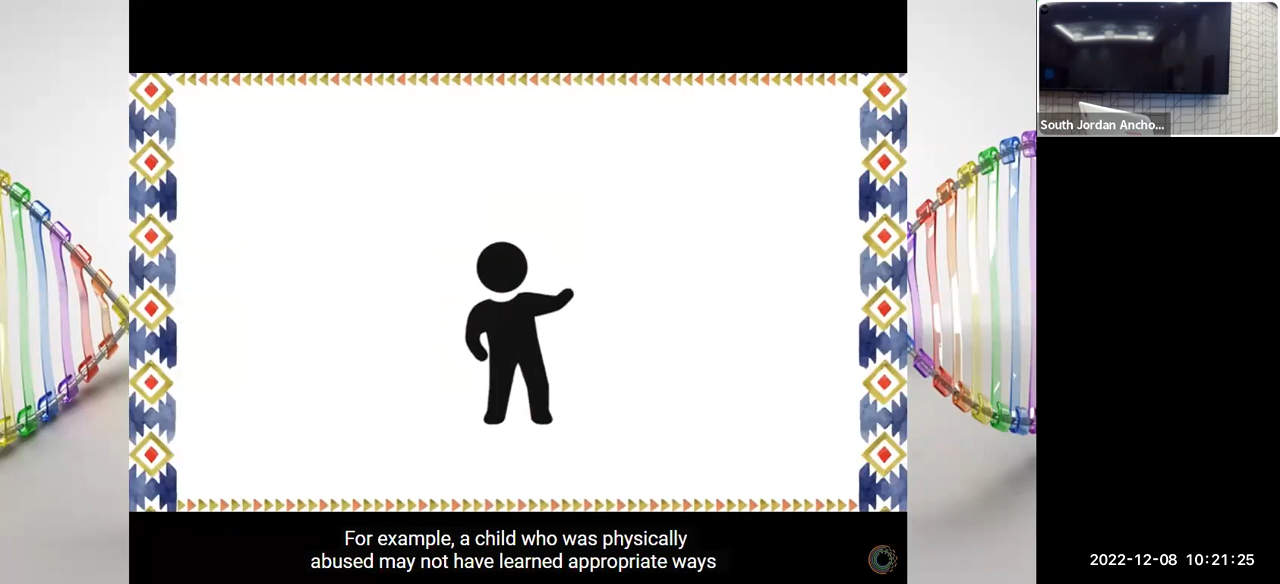 South Jordan Ancho...
For example, a child who was physically
abused may not have learned appropriate ways
2022-12-08 10:21:25